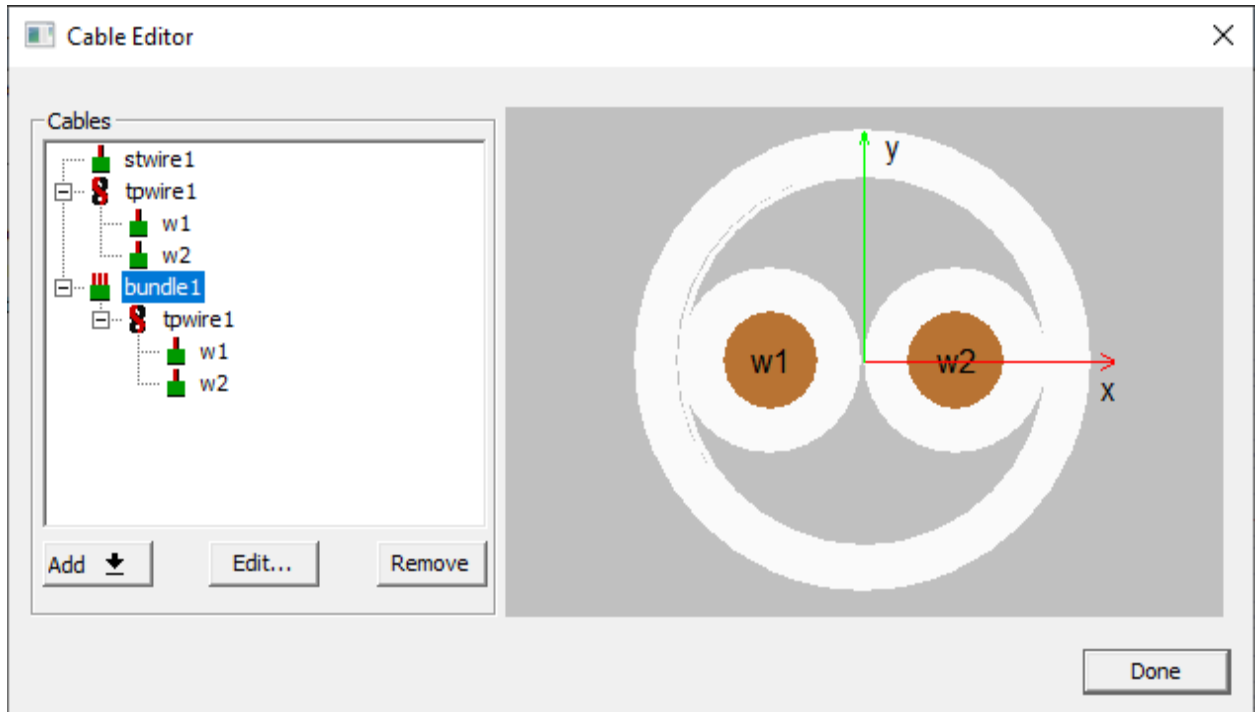 Cable Editor
Cables
stwire1
tpwire1
w1
w2
bundle1
tpwire1
w1
w2
Add
Edit...
Remove
y
w1
w2
x
Done